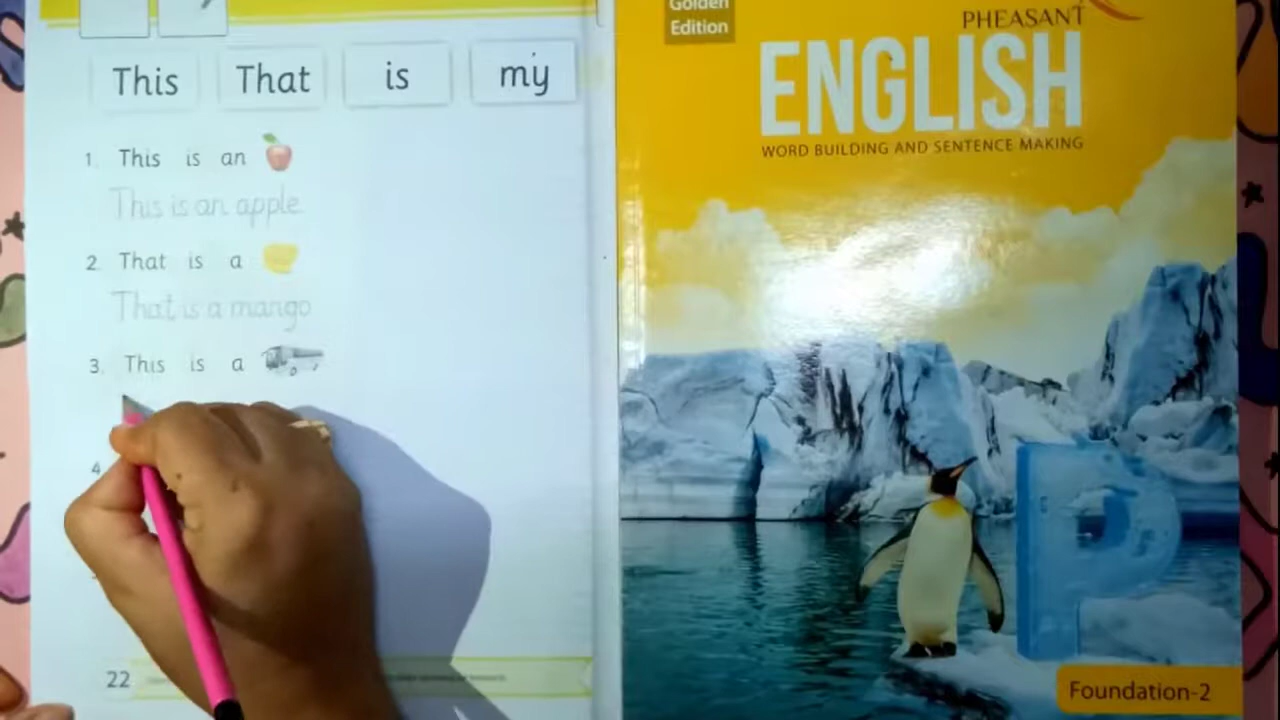 This That is my
1. This is an
This is an apple
2. That is a
That is a mango
3. This is a
4
22
Golden
Edition
PHEASANT
ENGLISH
WORD BUILDING AND SENTENCE MAKING
P
Foundation-2